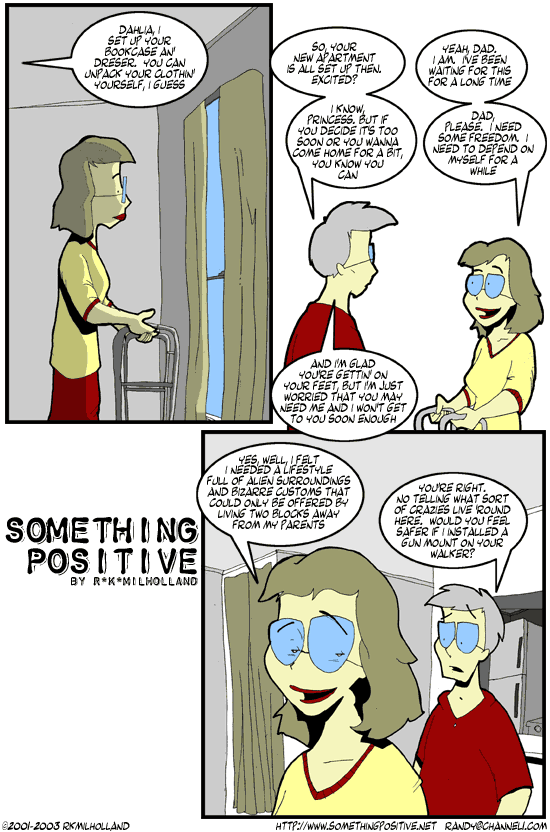 DAHLIA, I
SET UP YOUR
BOOKCASE AN'
DRESER. YOU CAN
UNPACK YOUR CLOTHIN'
YOURSELF, I GUESS
SO, YOUR
NEW APARTMENT
IS ALL SET UP THEN.
EXCITED?
YEAH, DAD.
I AM. I'VE BEEN
WAITING FOR THIS
FOR A LONG TIME
I KNOW,
PRINCESS. BUT IF
YOU DECIDE IT'S TOO
SOON OR YOU WANNA
COME HOME FOR A BIT,
YOU KNOW YOU
CAN
DAD,
PLEASE. I NEED
SOME FREEDOM. I
NEED TO DEPEND ON
MYSELF FOR A
WHILE
AND I'M GLAD
YOU'RE GETTIN' ON
YOUR FEET, BUT I'M JUST
WORRIED THAT YOU MAY
NEED ME AND I WON'T GET
TO YOU SOON ENOUGH
YES, WELL, I FELT
I NEEDED A LIFESTYLE
FULL OF ALIEN SURROUNDINGS
AND BIZARRE CUSTOMS THAT
COULD ONLY BE OFFERED BY
LIVING TWO BLOCKS AWAY
FROM MY PARENTS
YOU'RE RIGHT.
NO TELLING WHAT SORT
OF CRAZIES LIVE 'ROUND
HERE. WOULD YOU FEEL
SAFER IF I INSTALLED A
GUN MOUNT ON YOUR
WALKER?
SOMETHING
POSITIVE
BY R*K*MILHOLLAND
©2001-2003 RKMILHOLLAND
HTTP://WWW.SOMETHINGPOSITIVE.NET RANDY@CHANNEL1.COM